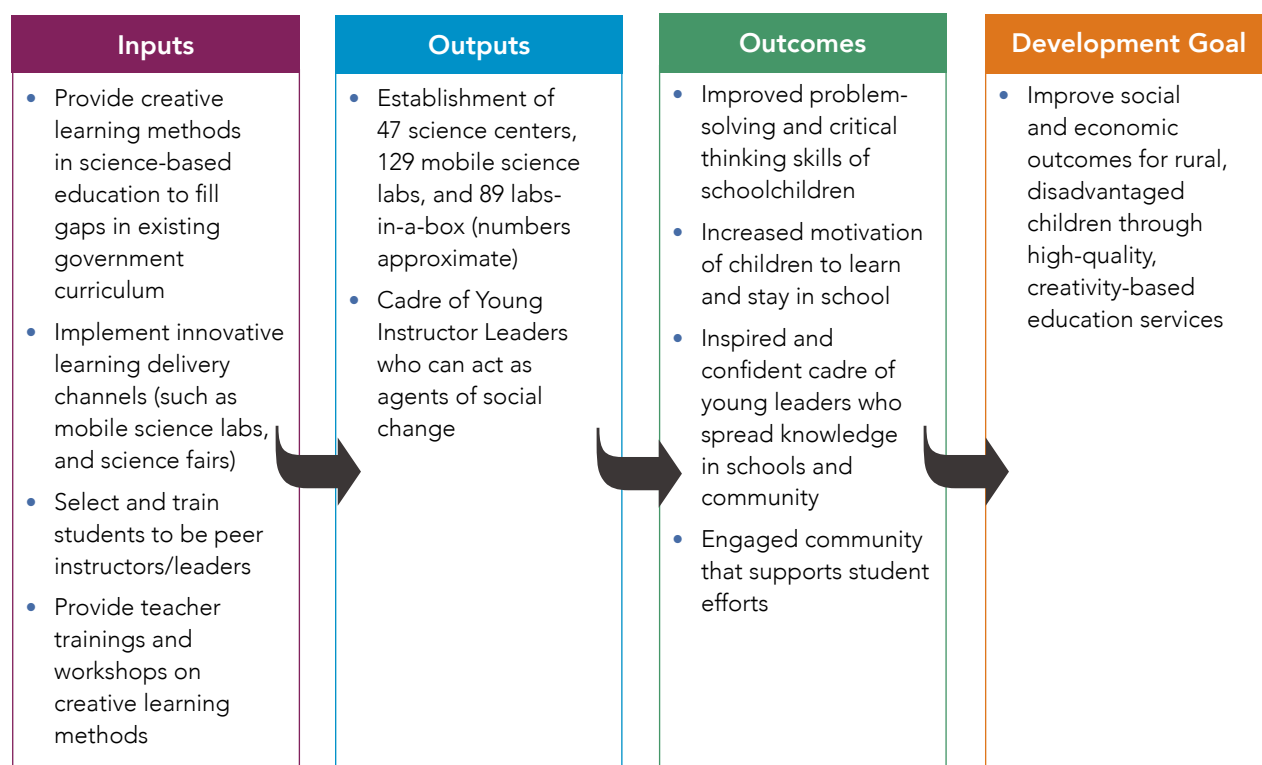 Inputs
Provide creative
learning methods
in science-based
education to fill
gaps in existing
government
curriculum
Implement innovative
learning delivery
channels (such as
mobile science labs,
and science fairs)
Select and train
students to be peer
instructors/leaders
Provide teacher
trainings and
workshops on
creative learning
methods
Outputs
Establishment of
47 science centers,
129 mobile science
labs, and 89 labs-
in-a-box (numbers
approximate)
Cadre of Young
Instructor Leaders
who can act as
agents of social
change
Outcomes
Improved problem-
solving and critical
thinking skills of
schoolchildren
Increased motivation
of children to learn
and stay in school
Inspired and
confident cadre of
young leaders who
spread knowledge
in schools and
community
Engaged community
that supports student
efforts
Development Goal
Improve social
and economic
outcomes for rural,
disadvantaged
children through
high-quality,
creativity-based
education services